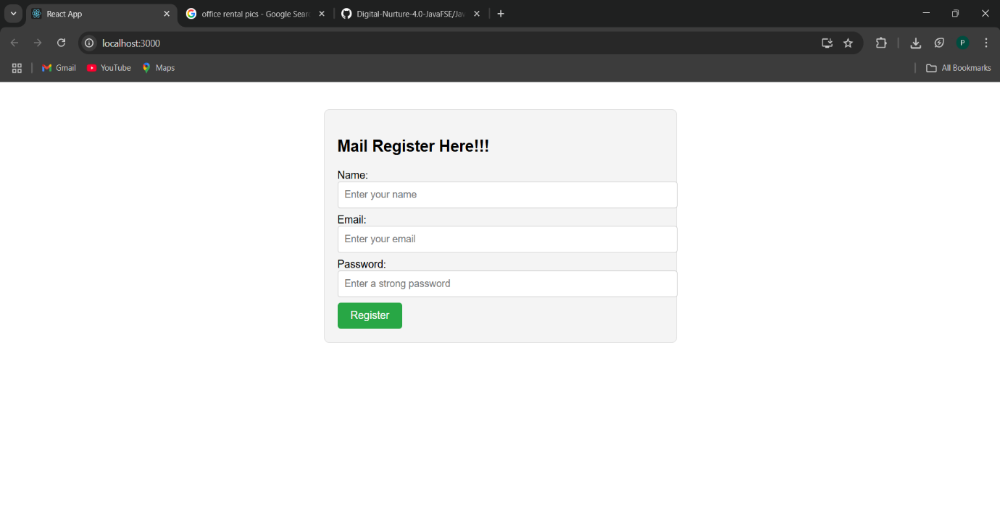 React App
office rental pics - Google Sear
Digital-Nurture-4.0-JavaFSE/Jav
localhost:3000
P
Gmail
YouTube
Maps
All Bookmarks
Mail Register Here!!!
Name:
Enter your name
Email:
Enter your email
Password:
Enter a strong password
Register